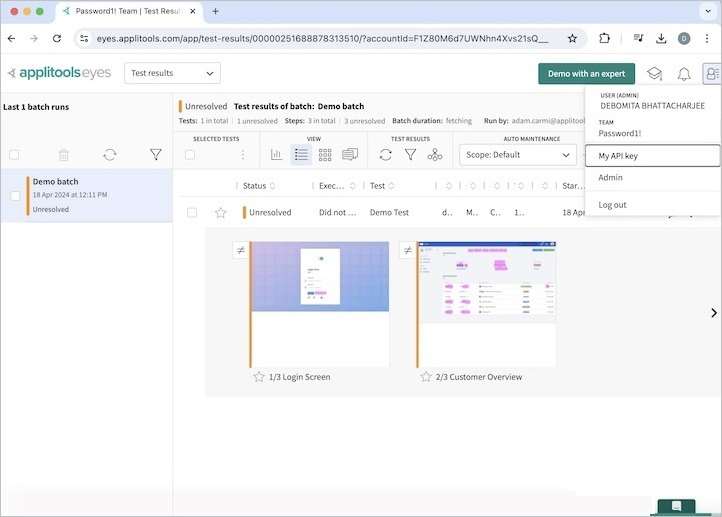 Password1! Team | Test Resul
eyes.applitools.com/app/test-results/00000251688878313510/?accountId=F1Z80M6d7UWNhn4Xvs21sQ__
D
applitools eyes
Test results
Demo with an expert
USER (ADMIN)
DEBOMITA BHATTACHARJEE
TEAM
Password1!
My API key
Admin
Log out
Last 1 batch runs
Unresolved Test results of batch: Demo batch
Tests: 1 in total | 1 unresolved Steps: 3 in total | 3 unresolved Batch duration: fetching Run by: adam.carmi@applitool
SELECTED TESTS
VIEW
TEST RESULTS
AUTO MAINTENANCE
Scope: Default
Demo batch
18 Apr 2024 at 12:11 PM
Unresolved
Status Exec... Test Star...
Unresolved Did not ... Demo Test d.. M.. C.. 1.. 18 Apr
1/3 Login Screen
2/3 Customer Overview